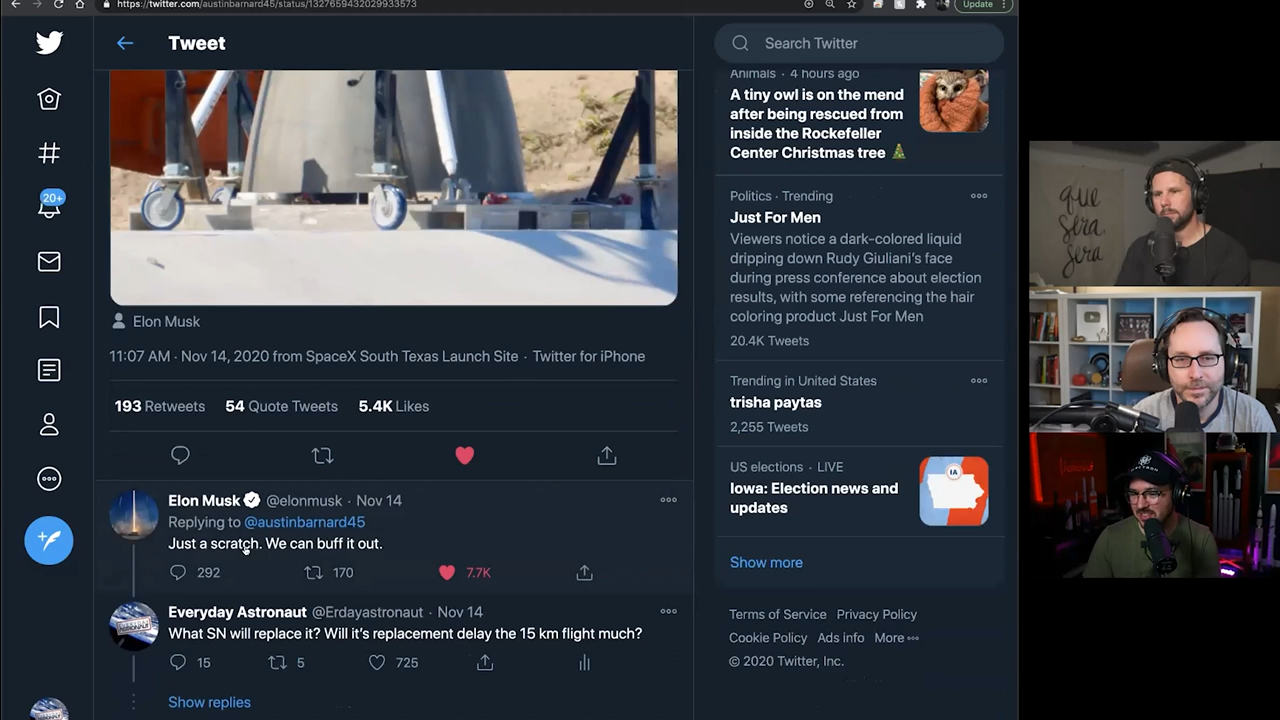 https://twitter.com/austinbarnard45/status/1327659432029933573
Update
Tweet
Search Twitter
Animals · 4 hours ago
A tiny owl is on the mend
after being rescued from
inside the Rockefeller
Center Christmas tree 🎄
Politics · Trending
Just For Men
Viewers notice a dark-colored liquid
dripping down Rudy Giuliani's face
during press conference about election
results, with some referencing the hair
coloring product Just For Men
20.4K Tweets
Trending in United States
trisha paytas
2,255 Tweets
US elections · LIVE
Iowa: Election news and
updates
IA
Show more
Terms of Service Privacy Policy
Cookie Policy Ads info More
© 2020 Twitter, Inc.
20+
Elon Musk
11:07 AM · Nov 14, 2020 from SpaceX South Texas Launch Site · Twitter for iPhone
193 Retweets 54 Quote Tweets 5.4K Likes
Elon Musk @elonmusk · Nov 14
Replying to @austinbarnard45
Just a scratch. We can buff it out.
292 170 7.7K
Everyday Astronaut @Erdayastronaut · Nov 14
What SN will replace it? Will it's replacement delay the 15 km flight much?
15 5 725
Show replies
que
sera,
sera